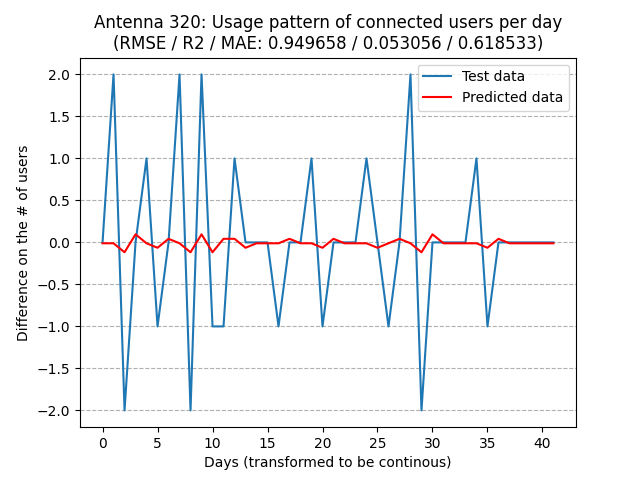 Antenna 320: Usage pattern of connected users per day
(RMSE / R2 / MAE: 0.949658 / 0.053056 / 0.618533)
Test data
Predicted data
2.0
1.5
1.0
0.5
0.0
−0.5
−1.0
−1.5
−2.0
Difference on the # of users
0 5 10 15 20 25 30 35 40
Days (transformed to be continous)